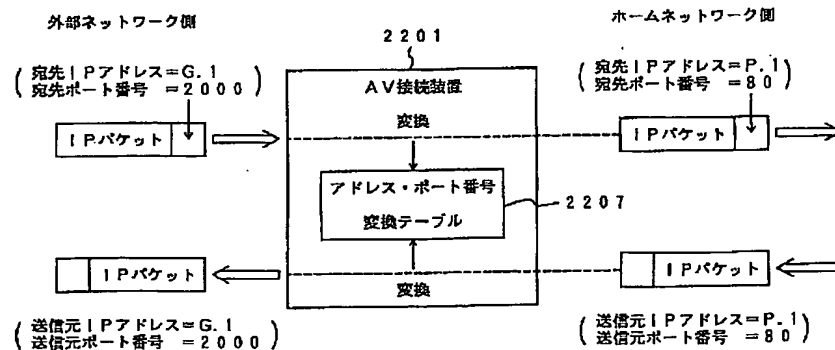 外部ネットワーク側
ホームネットワーク側
2201
(宛先IPアドレス=G.1
宛先ポート番号 =2000)
AV接続装置
(宛先IPアドレス=P.1
宛先ポート番号 =80)
変換
IPパケット
IPパケット
アドレス・ポート番号
変換テーブル
2207
IPパケット
IPパケット
変換
(送信元IPアドレス=G.1
送信元ポート番号 =2000)
(送信元IPアドレス=P.1
送信元ポート番号 =80)